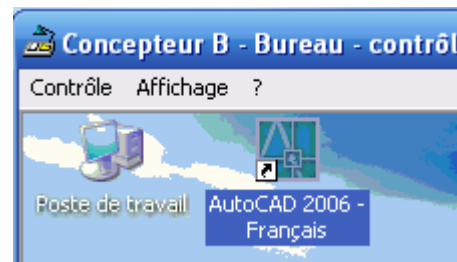 Concepteur B - Bureau - contrôl
Contrôle Affichage ?
Poste de travail
AutoCAD 2006 -
Français